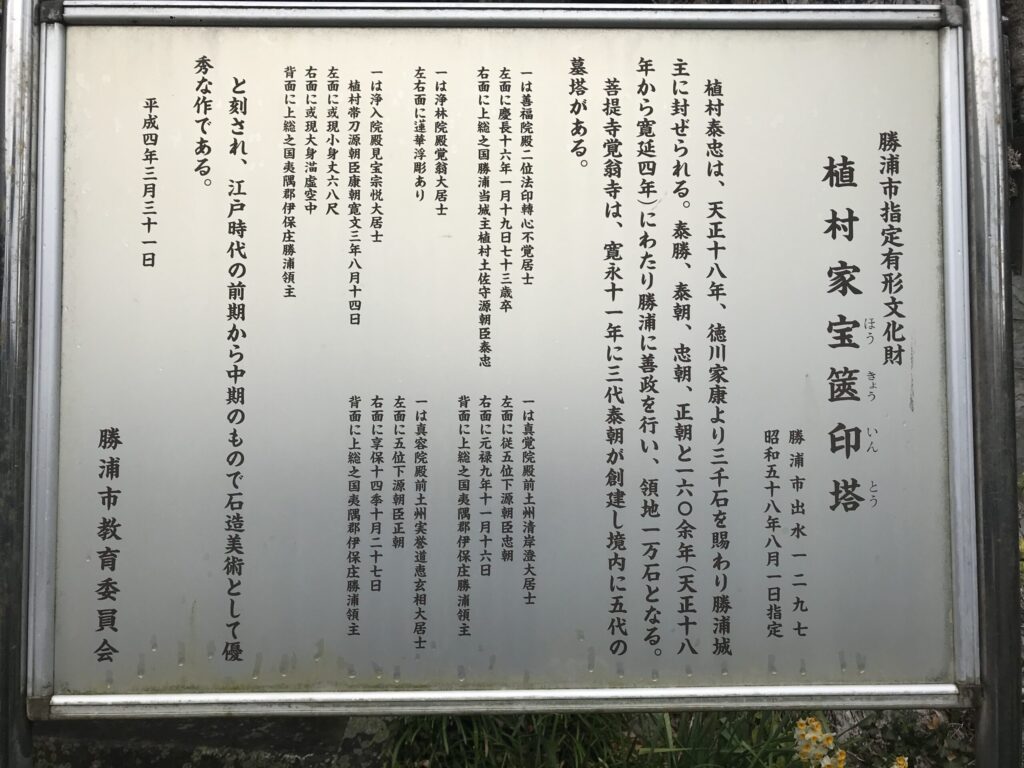 勝浦市指定有形文化財
植村家宝篋印塔
ほうきょういんとう
勝浦市出水一二九七
昭和五十八年八月一日指定
植村泰忠は、天正十八年、徳川家康より三千石を賜わり勝浦城
主に封ぜられる。泰勝、泰朝、忠朝、正朝と一六〇余年（天正十八
年から寛延四年）にわたり勝浦に善政を行い、領地一万石となる。
菩提寺覚翁寺は、寛永十一年に三代泰朝が創建し境内に五代の
墓塔がある。
一は善福院殿二位法印轉心不覚居士
左面に慶長十六年一月十九日七十三歳卒
右面に上総之国勝浦当城主植村土佐守源朝臣泰忠
一は浄林院殿覚翁大居士
左右面に蓮華浮彫あり
一は浄入院殿見宝宗悦大居士
植村帯刀源朝臣康朝寛文三年八月十四日
左面に或現小身丈六八尺
右面に或現大身満虚空中
背面に上総之国夷隅郡伊保庄勝浦領主
一は真覚院殿前土州清岸澄大居士
左面に従五位下源朝臣忠朝
右面に元禄九年十一月十六日
背面に上総之国夷隅郡伊保庄勝浦領主
一は真容院殿前土州実誉道恵玄相大居士
左面に五位下源朝臣正朝
右面に享保十四季十月二十七日
背面に上総之国夷隅郡伊保庄勝浦領主
と刻され、江戸時代の前期から中期のもので石造美術として優
秀な作である。
平成四年三月三十一日
勝浦市教育委員会